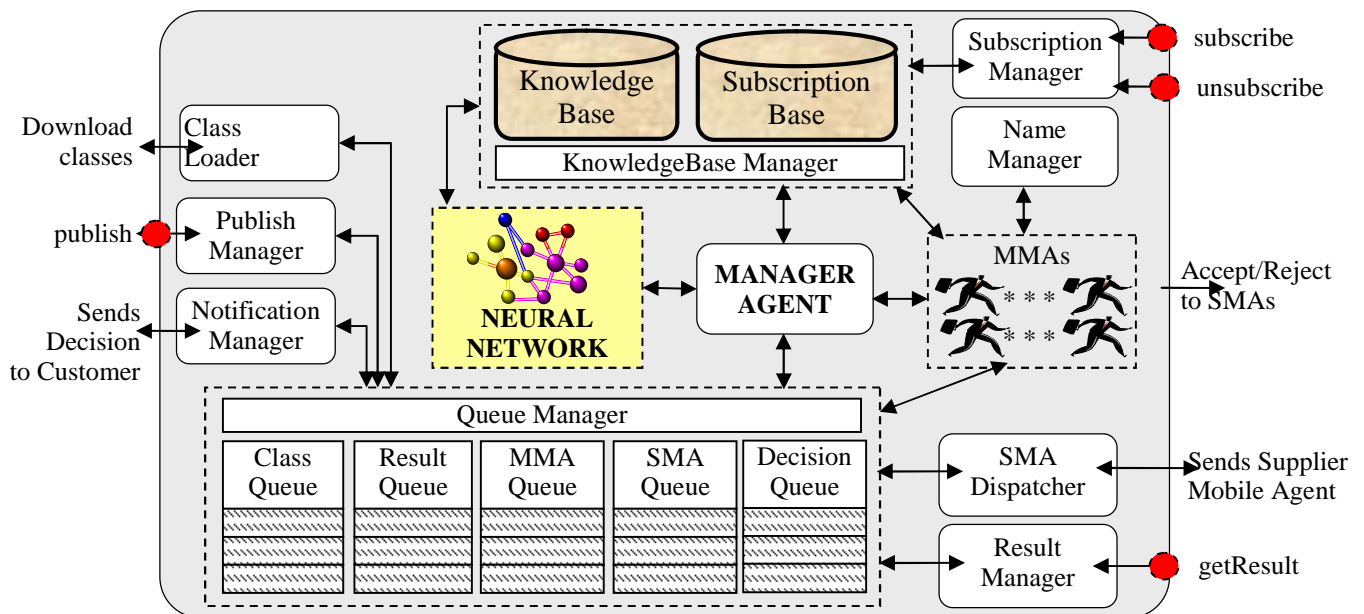 Knowledge
Base
Subscription
Base
KnowledgeBase Manager
Subscription
Manager
subscribe
unsubscribe
Name
Manager
Download
classes
Class
Loader
publish
Publish
Manager
Sends
Decision
to Customer
Notification
Manager
NEURAL
NETWORK
MANAGER
AGENT
MMAs
* * *
* * *
Accept/Reject
to SMAs
Queue Manager
Class
Queue
Result
Queue
MMA
Queue
SMA
Queue
Decision
Queue
SMA
Dispatcher
Sends Supplier
Mobile Agent
Result
Manager
getResult